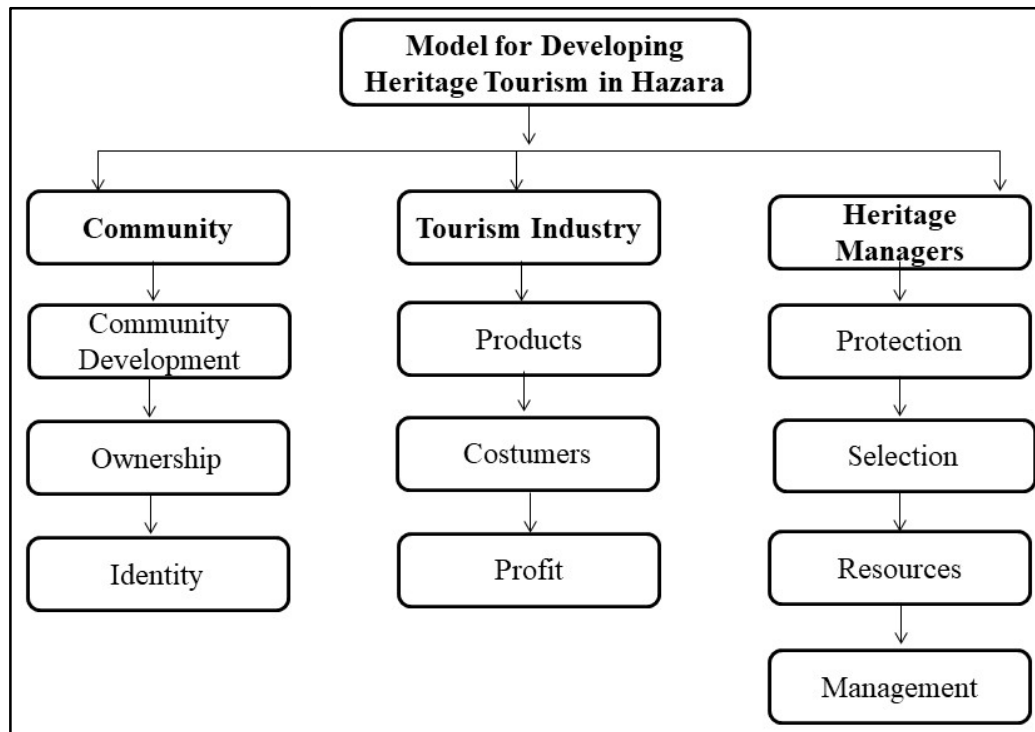 Model for Developing
Heritage Tourism in Hazara
Community
Tourism Industry
Heritage
Managers
Community
Development
Products
Protection
Ownership
Costumers
Selection
Identity
Profit
Resources
Management